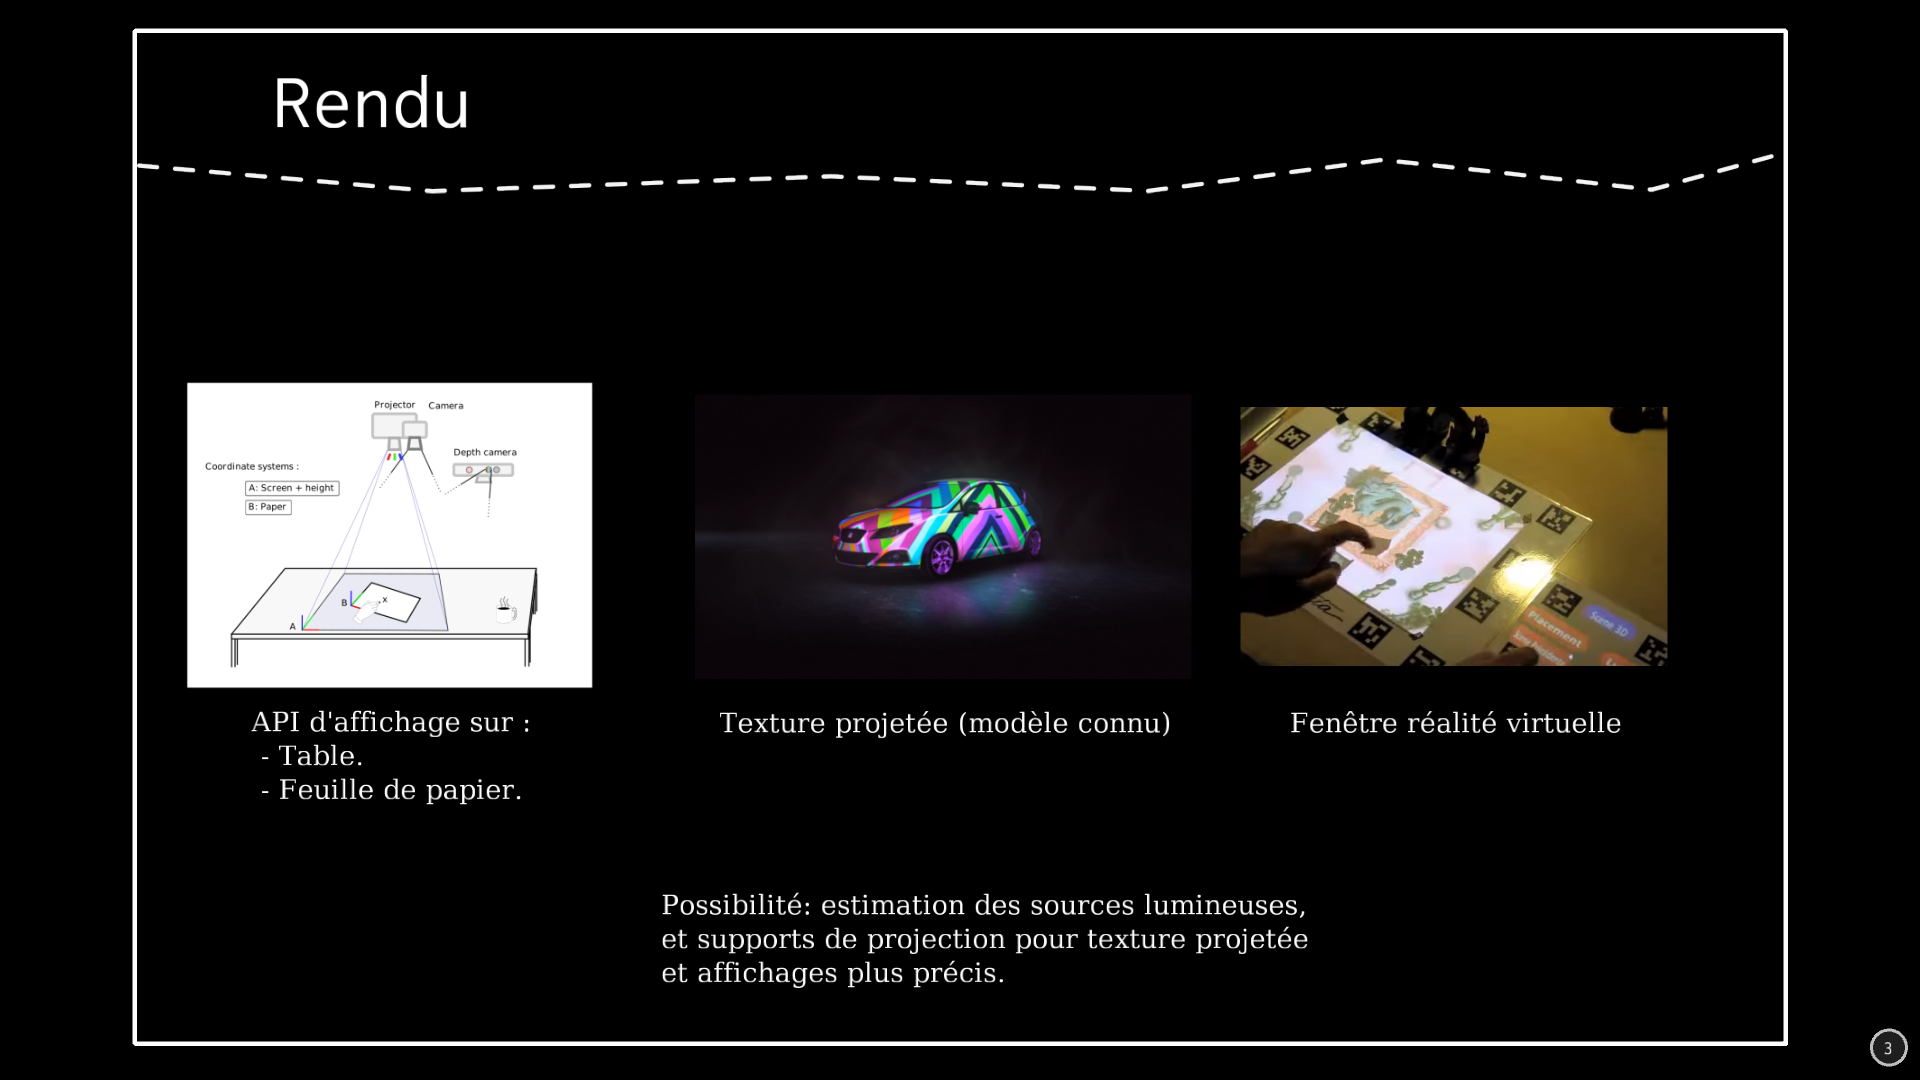 Rendu
Projector
Camera
Depth camera
Coordinate systems :
A: Screen + height
B: Paper
B
x
A
Placement
Scene 3D
API d'affichage sur :
- Table.
- Feuille de papier.
Texture projetée (modèle connu)
Fenêtre réalité virtuelle
Possibilité: estimation des sources lumineuses,
et supports de projection pour texture projetée
et affichages plus précis.
3